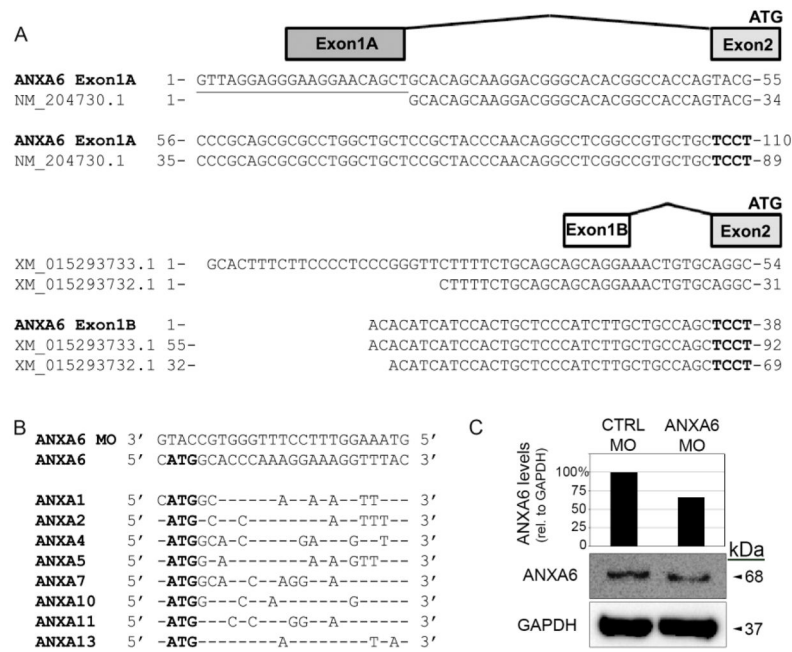 A
ATG
Exon1A Exon2
ANXA6 Exon1A 1- GTTAGGAGGGAAGGAACAGCTGCACAGCAAGGACGGGCACACGGCCACCAGTACG-55
NM_204730.1 1- GCACAGCAAGGACGGGCACACGGCCACCAGTACG-34
ANXA6 Exon1A 56- CCCGCAGCGCGCCTGGCTGCTCCGCTACCCAACAGGCCTCGGCCGTGCTGCTCCT-110
NM_204730.1 35- CCCGCAGCGCGCCTGGCTGCTCCGCTACCCAACAGGCCTCGGCCGTGCTGCTCCT-89
ATG
Exon1B Exon2
XM_015293733.1 1- GCACTTTCTTCCCCTCCCGGGTTCTTTTCTGCAGCAGCAGGAAACTGTGCAGGC-54
XM_015293732.1 1- CTTTTCTGCAGCAGCAGGAAACTGTGCAGGC-31
ANXA6 Exon1B 1- ACACATCATCCACTGCTCCCATCTTGCTGCCAGCTCCT-38
XM_015293733.1 55- ACACATCATCCACTGCTCCCATCTTGCTGCCAGCTCCT-92
XM_015293732.1 32- ACATCATCCACTGCTCCCATCTTGCTGCCAGCTCCT-69
B
ANXA6 MO 3' GTACCGTGGGTTTCCTTTGGAAATG 5'
ANXA6 5' CATGGCACCCAAAGGAAAGGTTTAC 3'
ANXA1 5' CATGGC------A--A-A--TT--- 3'
ANXA2 5' -ATG-C--C--------A--TTT-- 3'
ANXA4 5' -ATGGCA--C-----GA---G--T- 3'
ANXA5 5' -ATGG-A--------A-A-GTT--- 3'
ANXA7 5' -ATGGCA--C--AGG--A------- 3'
ANXA10 5' -ATGG---C--A-------G----- 3'
ANXA11 5' -ATG---C-C---GG--A------- 3'
ANXA13 5' -ATG--------A--------T-A- 3'
C
CTRL MO ANXA6 MO
ANXA6 levels
(rel. to GAPDH)
100%
75
50
25
0
kDa
ANXA6 ◄68
GAPDH ◄37